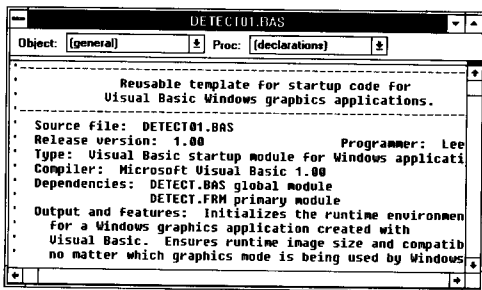 DETECT01.BAS
Object: (general) Proc: (declarations)
'----------------------------------------------------------
' Reusable template for startup code for
' Visual Basic Windows graphics applications.
'----------------------------------------------------------
' Source file: DETECT01.BAS
' Release version: 1.00 Programmer: Lee
' Type: Visual Basic startup module for Windows applicati
' Compiler: Microsoft Visual Basic 1.00
' Dependencies: DETECT.BAS global module
' DETECT.FRM primary module
' Output and features: Initializes the runtime environmen
' for a Windows graphics application created with
' Visual Basic. Ensures runtime image size and compatib
' no matter which graphics mode is being used by Windows